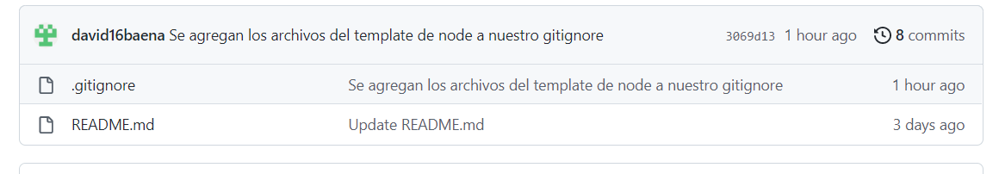 david16baena Se agregan los archivos del template de node a nuestro gitignore 3069d13 1 hour ago 8 commits
.gitignore Se agregan los archivos del template de node a nuestro gitignore 1 hour ago
README.md Update README.md 3 days ago